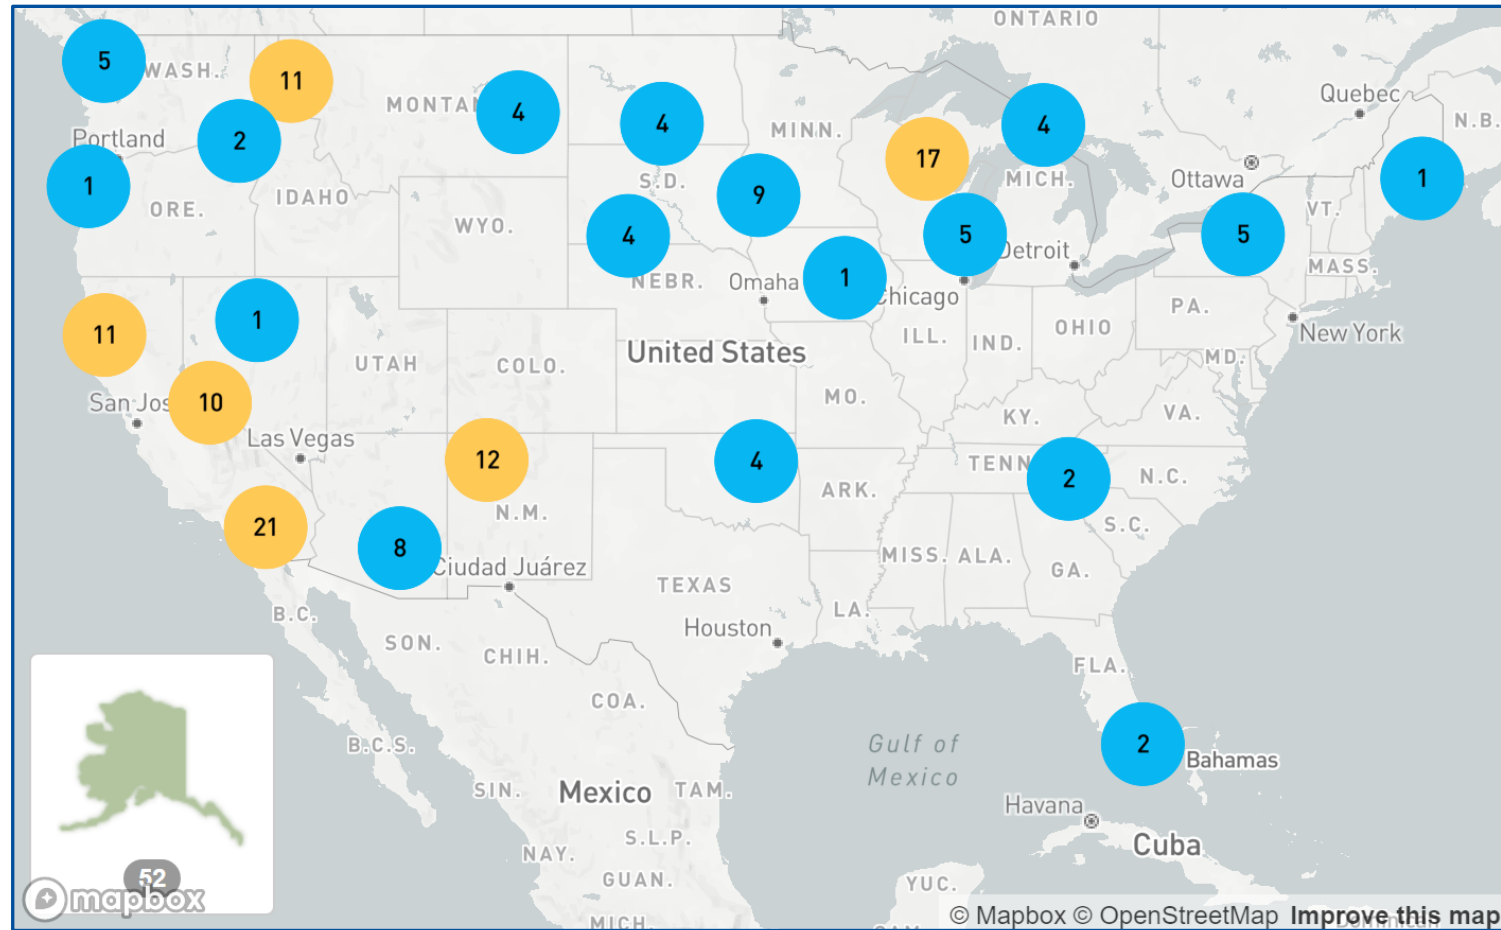 ONTARIO
5
WASH.
11
MONTA
4
4
MINN.
4
Quebec
N.B.
Portland
2
17
Ottawa
1
1
IDAHO
S.D.
9
MICH.
ORE.
WYO.
4
5
Detroit
5
VT.
MASS.
NEBR.
Omaha
1
Chicago
PA.
11
1
ILL.
IND.
OHIO
New York
UTAH
COLO.
United States
MD.
San Jos
10
MO.
KY.
VA.
Las Vegas
12
4
TENN
2
N.C.
ARK.
N.M.
21
8
S.C.
Ciudad Juárez
MISS.
ALA.
GA.
TEXAS
B.C.
LA.
SON.
CHIH.
Houston
FLA.
COA.
B.C.S.
Gulf of
Mexico
2
Bahamas
SIN.
Mexico
TAM.
Havana
S.L.P.
Cuba
NAY.
52
GUAN.
YUC.
mapbox
MICH.
© Mapbox © OpenStreetMap Improve this map